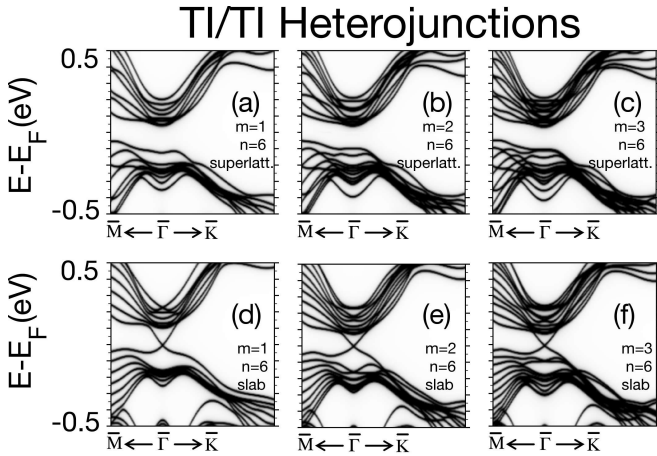 TI/TI Heterojunctions
E-E_F(eV)
0.5
-0.5
(a)
m=1
n=6
superlatt.
(b)
m=2
n=6
superlatt.
(c)
m=3
n=6
superlatt.
M̅ ← Γ̅ → K̅
M̅ ← Γ̅ → K̅
M̅ ← Γ̅ → K̅
E-E_F(eV)
0.5
-0.5
(d)
m=1
n=6
slab
(e)
m=2
n=6
slab
(f)
m=3
n=6
slab
M̅ ← Γ̅ → K̅
M̅ ← Γ̅ → K̅
M̅ ← Γ̅ → K̅